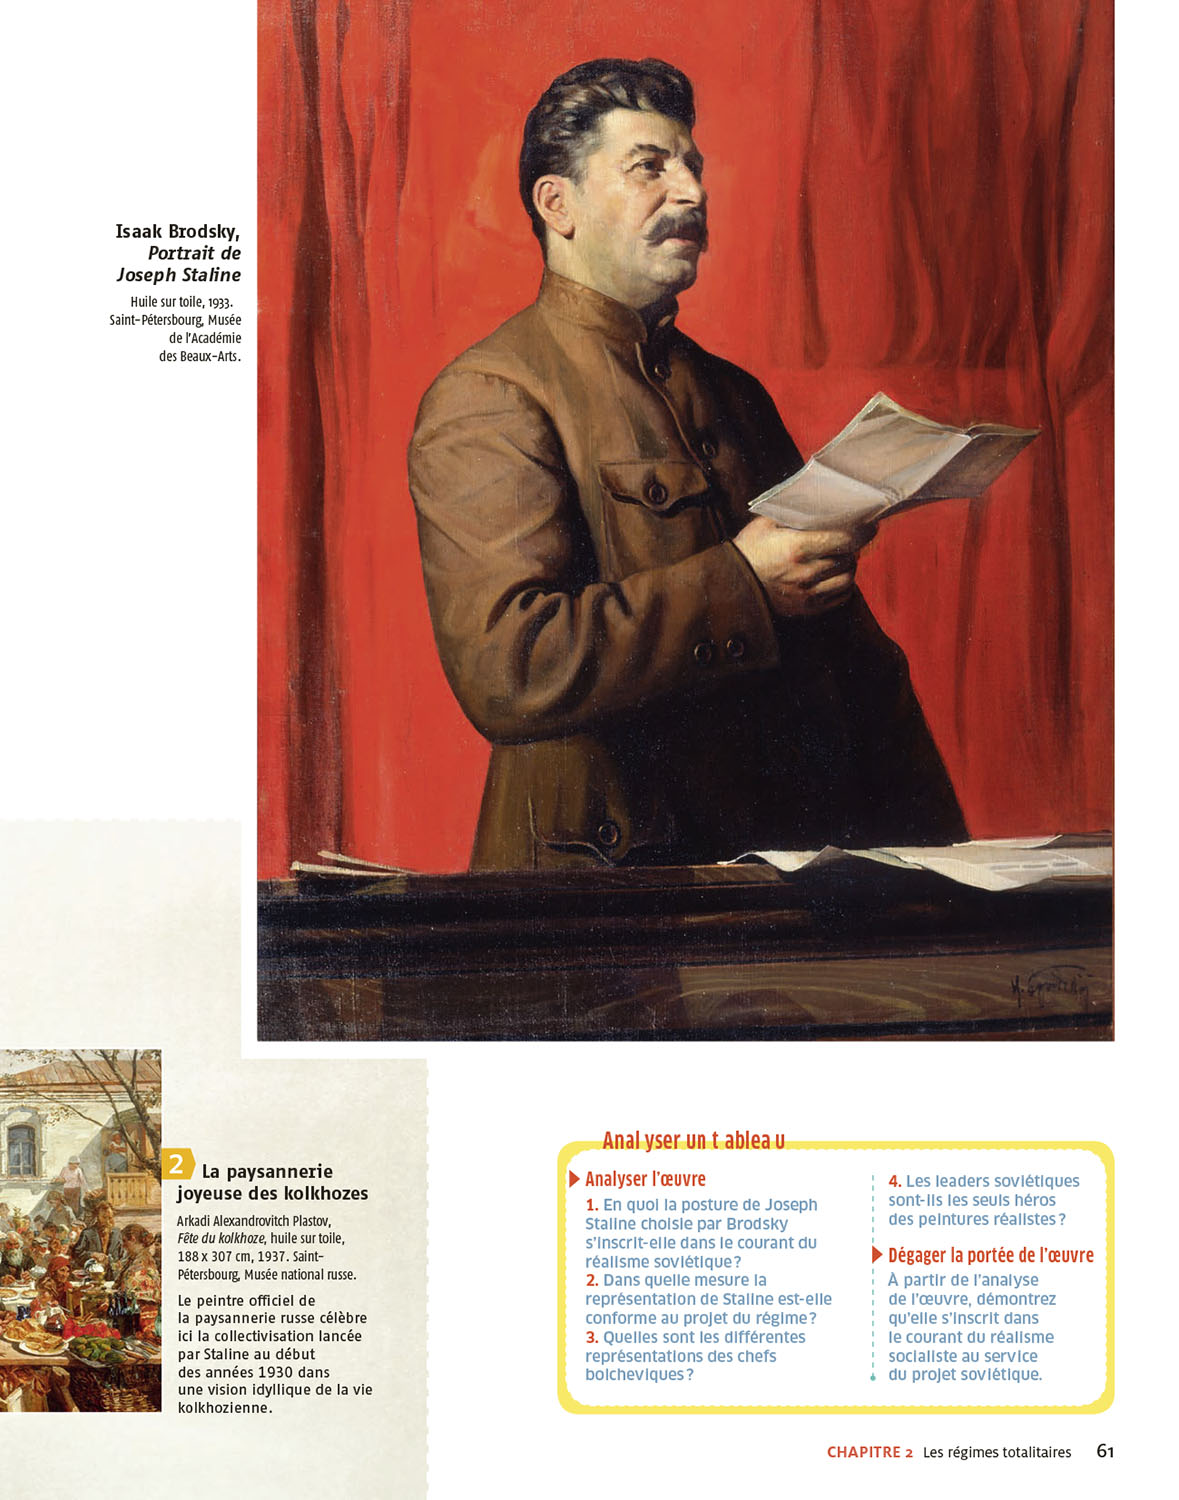 Isaak Brodsky,
Portrait de
Joseph Staline
Huile sur toile, 1933.
Saint-Pétersbourg, Musée
de l'Académie
des Beaux-Arts.
2 La paysannerie
joyeuse des kolkhozes
Arkadi Alexandrovitch Plastov,
Fête du kolkhoze, huile sur toile,
188 x 307 cm, 1937. Saint-
Pétersbourg, Musée national russe.
Le peintre officiel de
la paysannerie russe célèbre
ici la collectivisation lancée
par Staline au début
des années 1930 dans
une vision idyllique de la vie
kolkhozienne.
Analyser un tableau
Analyser l'œuvre
1. En quoi la posture de Joseph
Staline choisie par Brodsky
s'inscrit-elle dans le courant du
réalisme soviétique ?
2. Dans quelle mesure la
représentation de Staline est-elle
conforme au projet du régime ?
3. Quelles sont les différentes
représentations des chefs
bolcheviques ?
4. Les leaders soviétiques
sont-ils les seuls héros
des peintures réalistes ?
Dégager la portée de l'œuvre
À partir de l'analyse
de l'œuvre, démontrez
qu'elle s'inscrit dans
le courant du réalisme
socialiste au service
du projet soviétique.
CHAPITRE 2 Les régimes totalitaires 61